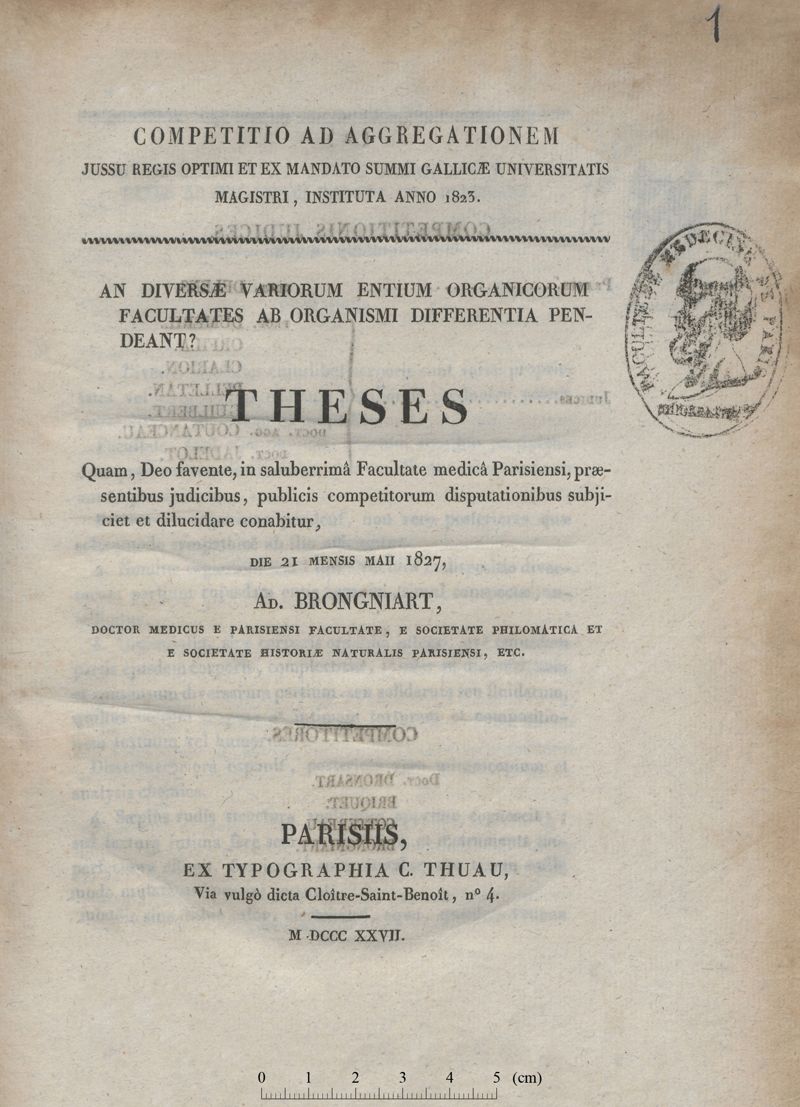 1
COMPETITIO AD AGGREGATIONEM
JUSSU REGIS OPTIMI ET EX MANDATO SUMMI GALLICÆ UNIVERSITATIS
MAGISTRI, INSTITUTA ANNO 1823.
AN DIVERSÆ VARIORUM ENTIUM ORGANICORUM
FACULTATES AB ORGANISMI DIFFERENTIA PEN-
DEANT?
THESES
Quam, Deo favente, in saluberrimâ Facultate medicâ Parisiensi, præ-
sentibus judicibus, publicis competitorum disputationibus subji-
ciet et dilucidare conabitur,
DIE 21 MENSIS MAII 1827,
AD. BRONGNIART,
DOCTOR MEDICUS E PARISIENSI FACULTATE, E SOCIETATE PHILOMATICA ET
E SOCIETATE HISTORIÆ NATURALIS PARISIENSI, ETC.
PARISIIS,
EX TYPOGRAPHIA C. THUAU,
Via vulgò dicta Cloître-Saint-Benoît, nº 4.
M DCCC XXVII.
0 1 2 3 4 5 (cm)